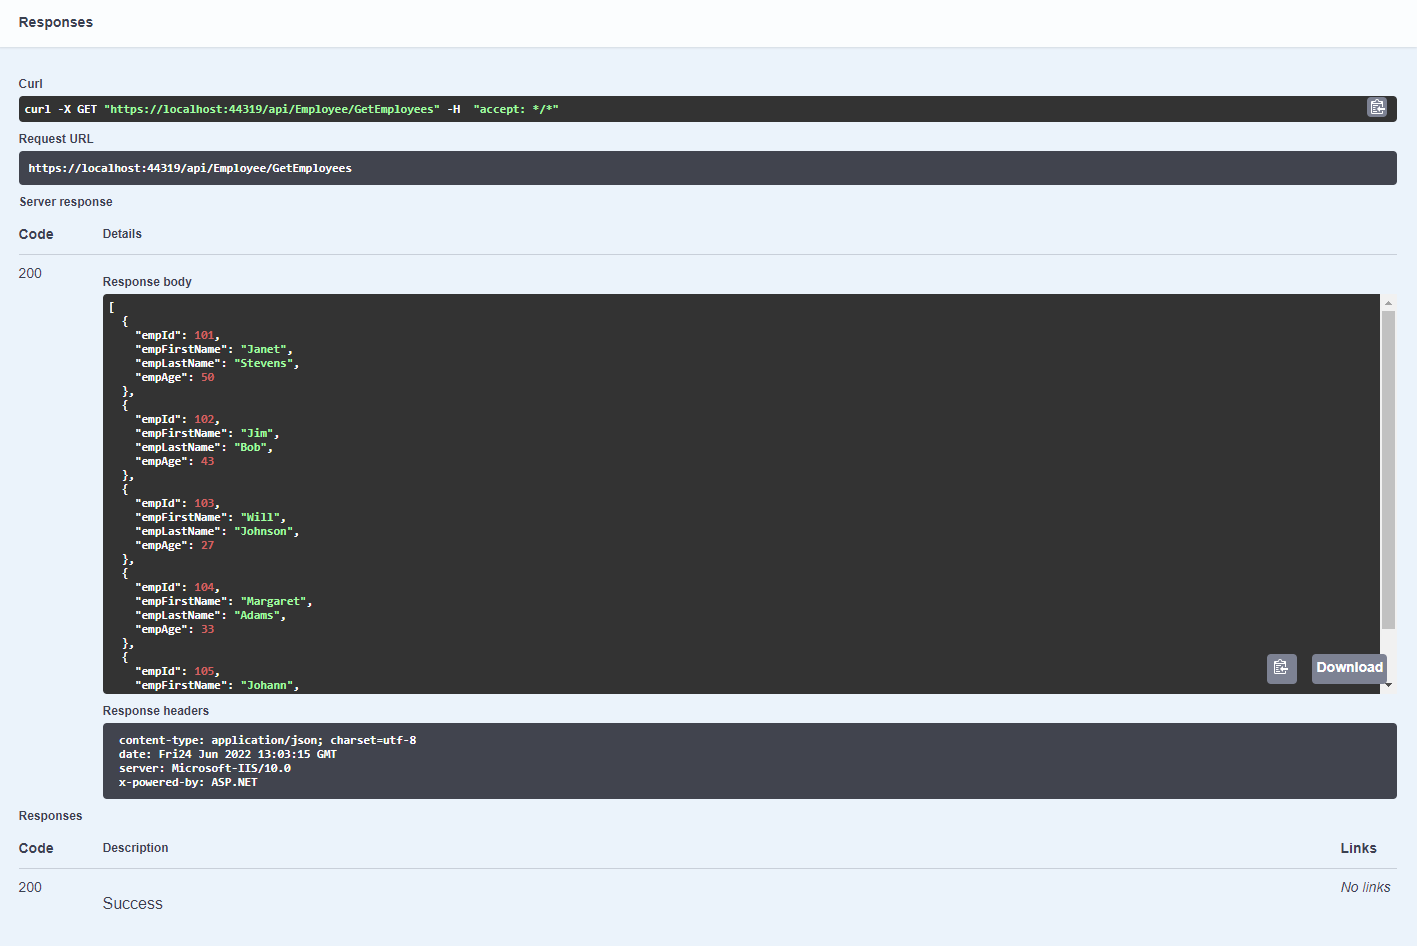 Responses
Curl
curl -X GET "https://localhost:44319/api/Employee/GetEmployees" -H  "accept: */*"
Request URL
https://localhost:44319/api/Employee/GetEmployees
Server response
Code Details
200
Response body
[
  {
    "empId": 101,
    "empFirstName": "Janet",
    "empLastName": "Stevens",
    "empAge": 50
  },
  {
    "empId": 102,
    "empFirstName": "Jim",
    "empLastName": "Bob",
    "empAge": 43
  },
  {
    "empId": 103,
    "empFirstName": "Will",
    "empLastName": "Johnson",
    "empAge": 27
  },
  {
    "empId": 104,
    "empFirstName": "Margaret",
    "empLastName": "Adams",
    "empAge": 33
  },
  {
    "empId": 105,
    "empFirstName": "Johann",
Download
Response headers
content-type: application/json; charset=utf-8
date: Fri24 Jun 2022 13:03:15 GMT
server: Microsoft-IIS/10.0
x-powered-by: ASP.NET
Responses
Code Description Links
200 No links
Success